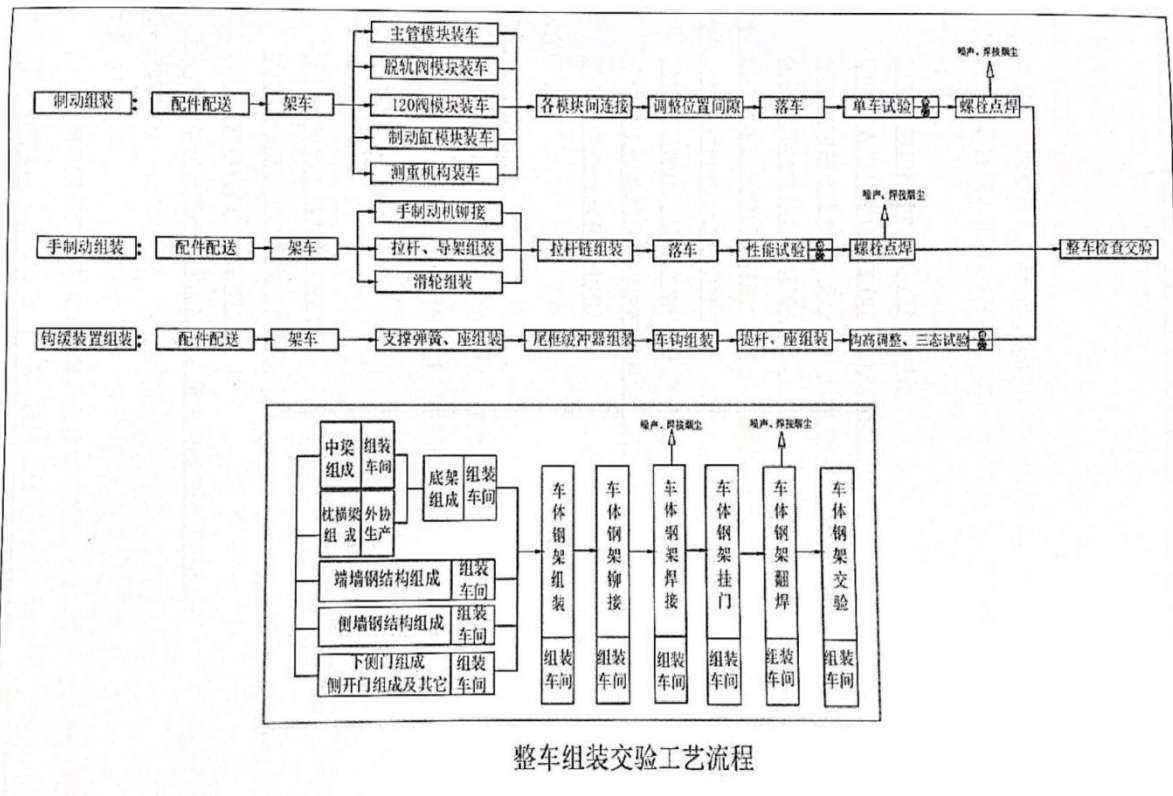 主管模块装车
脱轨阀模块装车
噪声、焊接烟尘
制动组装：
配件配送
架车
120阀模块装车
各模块间连接
调整位置间隙
落车
单车试验
螺栓点焊
制动缸模块装车
测重机构装车
噪声、焊接烟尘
手制动机铆接
手制动组装：
配件配送
架车
拉杆、导架组装
拉杆链组装
落车
性能试验
螺栓点焊
整车检查交验
滑轮组装
钩缓装置组装：
配件配送
架车
支撑弹簧、座组装
尾框缓冲器组装
车钩组装
提杆、座组装
钩高调整、三态试验
噪声、焊接烟尘
噪声、焊接烟尘
中梁
组成
组装
车间
枕横梁
组 成
外协
生产
底架
组成
组装
车间
端墙钢结构组成
组装
车间
侧墙钢结构组成
组装
车间
下侧门组成
侧开门组成及其它
组装
车间
车体钢架组装
组装
车间
车体钢架铆接
组装
车间
车体钢架焊接
组装
车间
车体钢架挂门
组装
车间
车体钢架翻焊
组装
车间
车体钢架交验
组装
车间
整车组装交验工艺流程